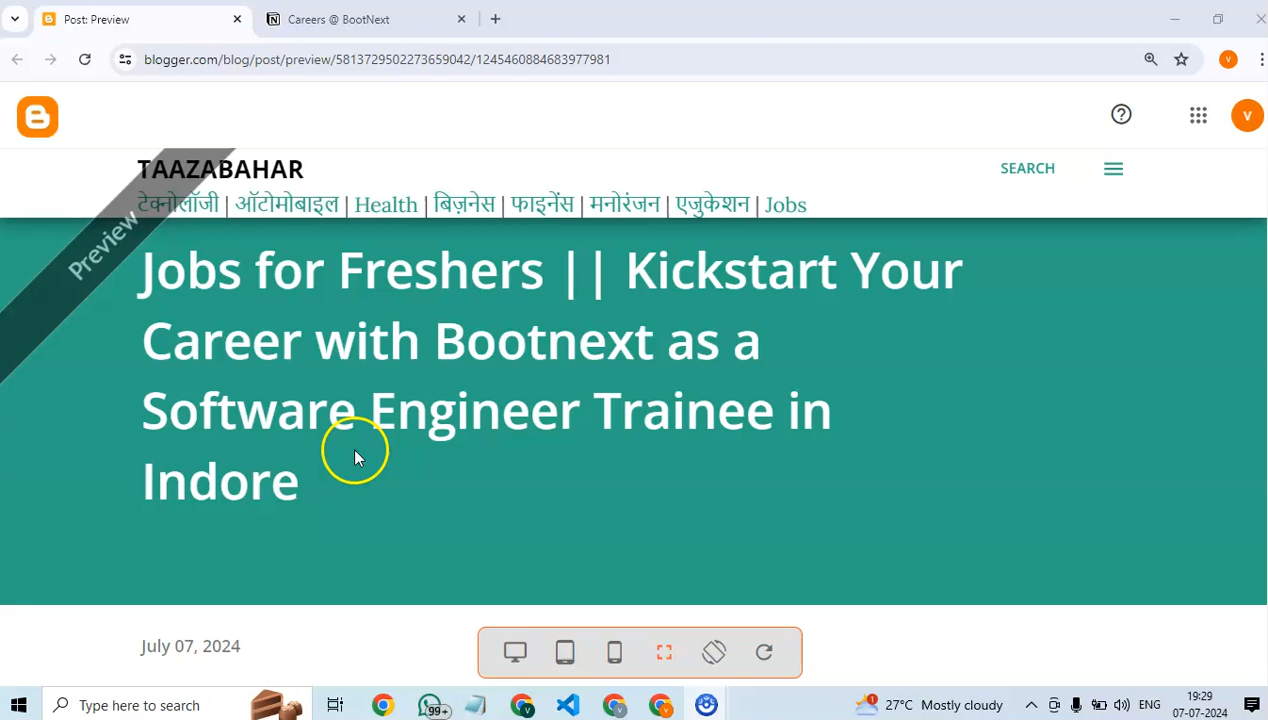 Post: Preview
Careers @ BootNext
blogger.com/blog/post/preview/5813729502273659042/1245460884683977981
V
V
TAAZABAHAR
SEARCH
टेक्नोलॉजी | ऑटोमोबाइल | Health | बिज़नेस | फाइनेंस | मनोरंजन | एजुकेशन | Jobs
Preview
Jobs for Freshers || Kickstart Your
Career with Bootnext as a
Software Engineer Trainee in
Indore
July 07, 2024
Type here to search
99+
V
V
V
1
27°C Mostly cloudy
ENG
19:29
07-07-2024